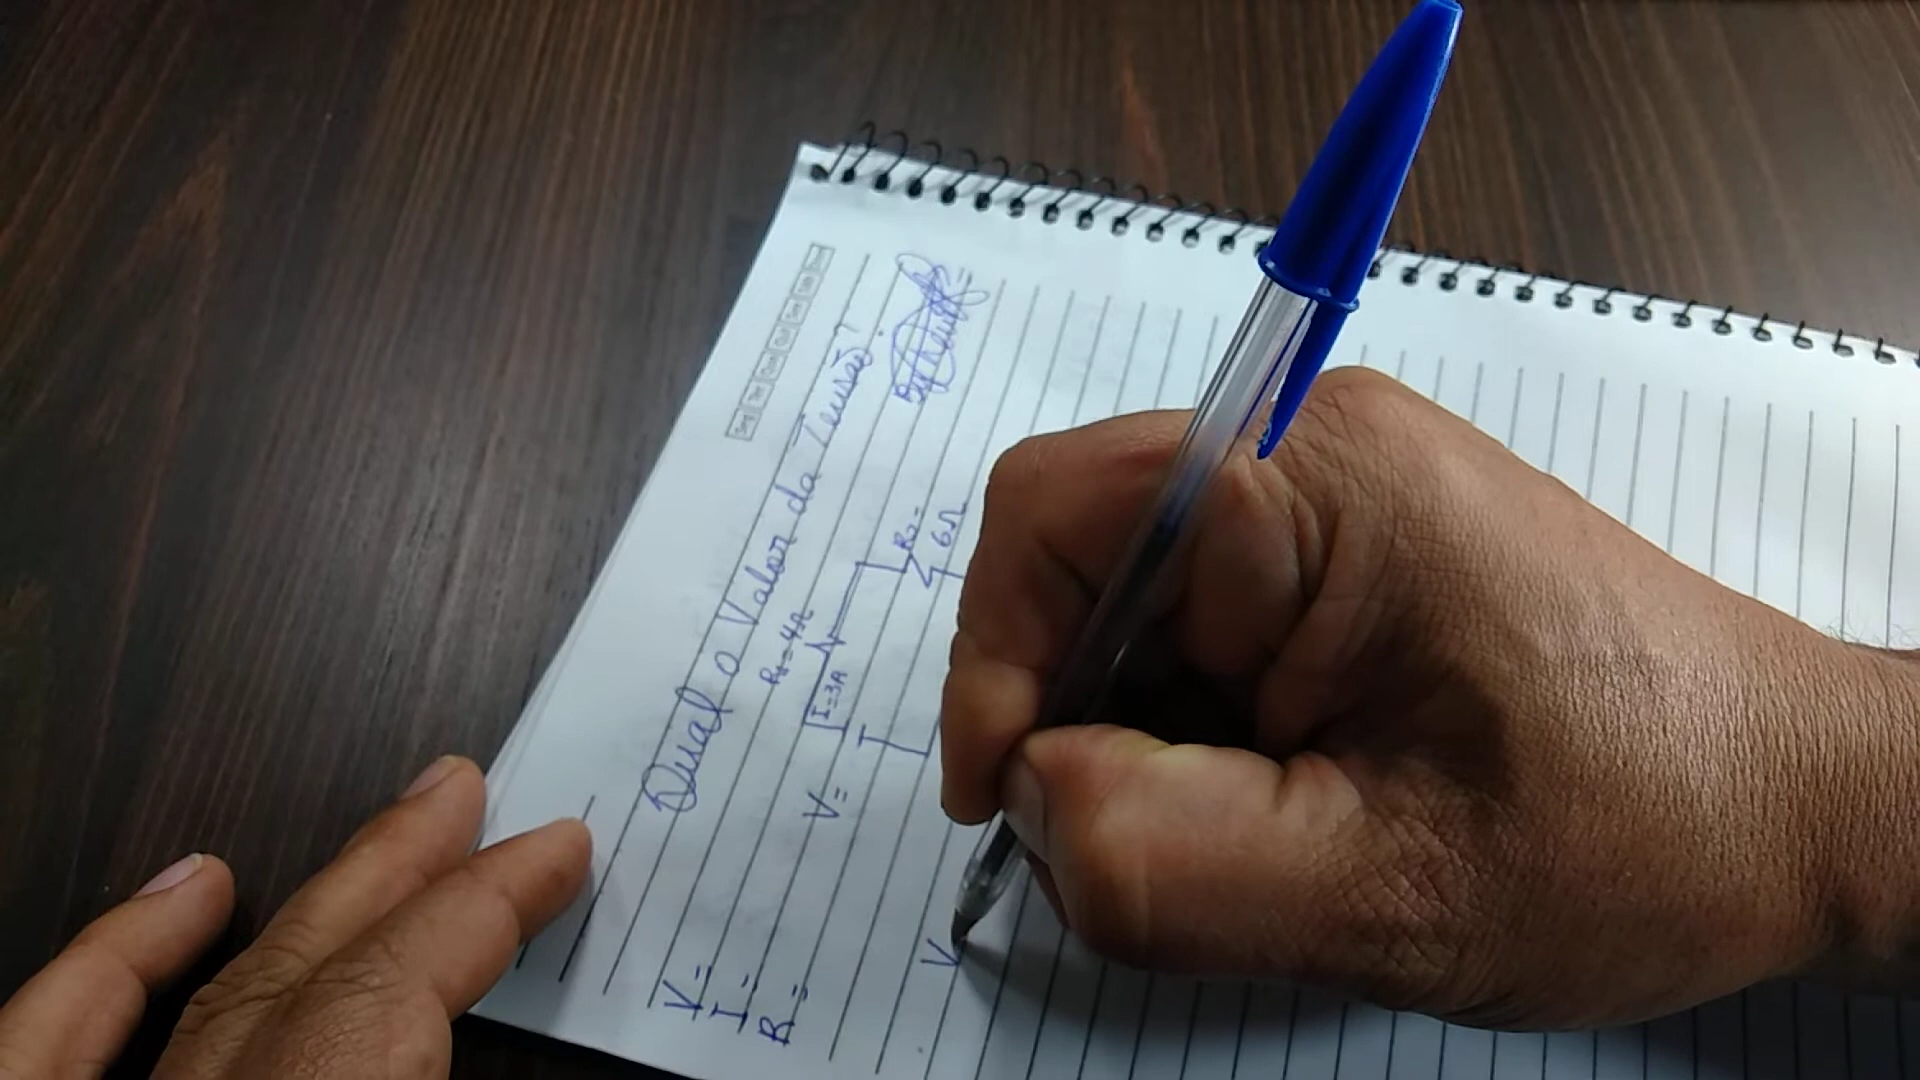 Qual o Valor da Tensão?
R1=4Ω
I=3A
R2=
6Ω
V=
V=
I=
R=
V